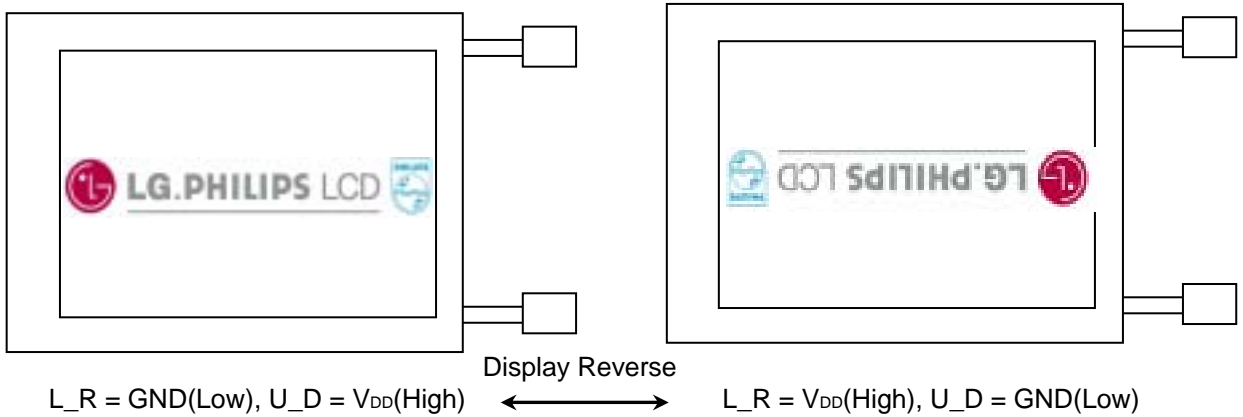 LG.PHILIPS LCD
LG.PHILIPS LCD
Display Reverse
L_R = GND(Low), U_D = VDD(High)
L_R = VDD(High), U_D = GND(Low)